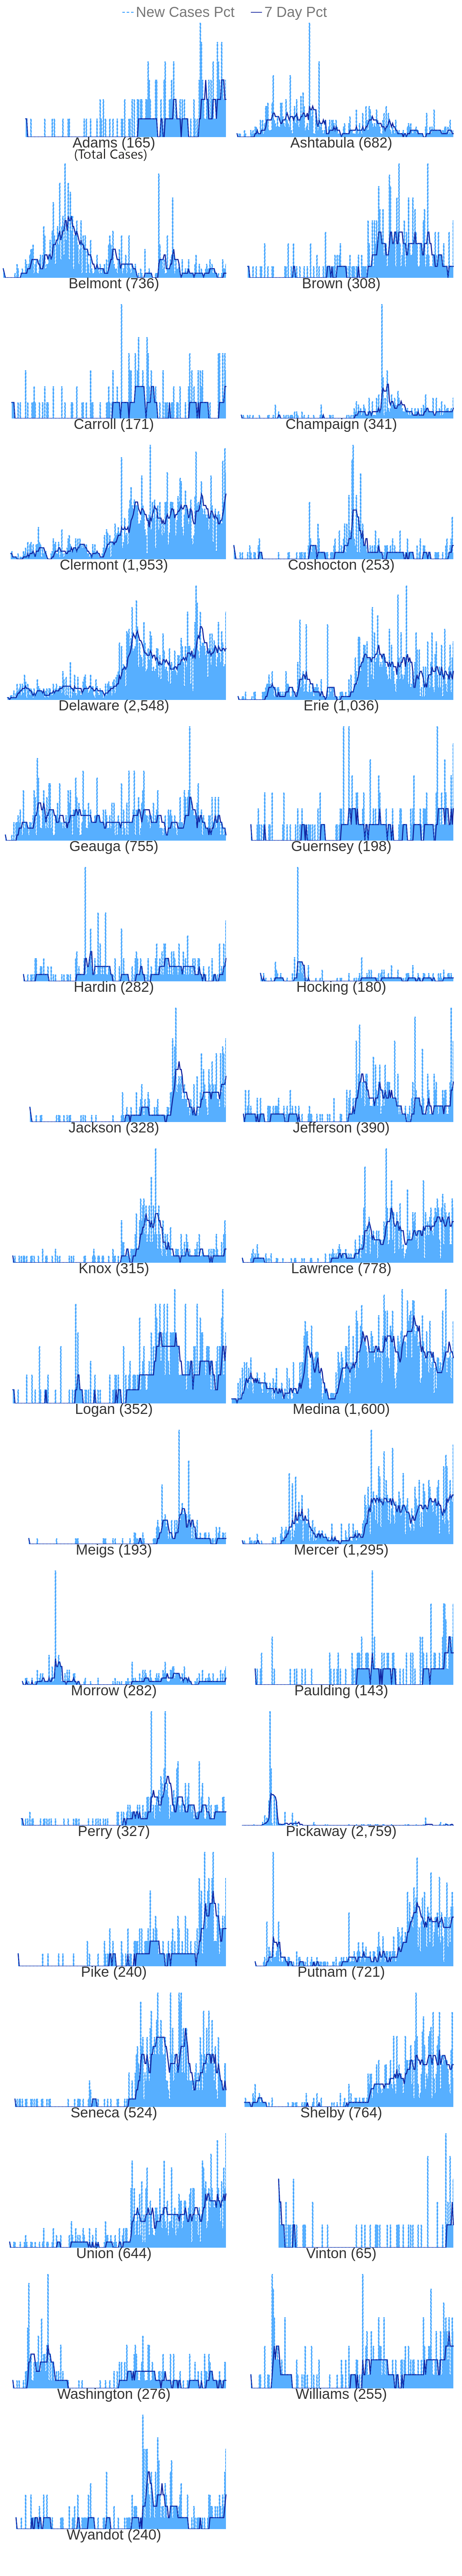 New Cases Pct 7 Day Pct
Adams (165) Ashtabula (682)
(Total Cases)
Belmont (736) Brown (308)
Carroll (171) Champaign (341)
Clermont (1,953) Coshocton (253)
Delaware (2,548) Erie (1,036)
Geauga (755) Guernsey (198)
Hardin (282) Hocking (180)
Jackson (328) Jefferson (390)
Knox (315) Lawrence (778)
Logan (352) Medina (1,600)
Meigs (193) Mercer (1,295)
Morrow (282) Paulding (143)
Perry (327) Pickaway (2,759)
Pike (240) Putnam (721)
Seneca (524) Shelby (764)
Union (644) Vinton (65)
Washington (276) Williams (255)
Wyandot (240)